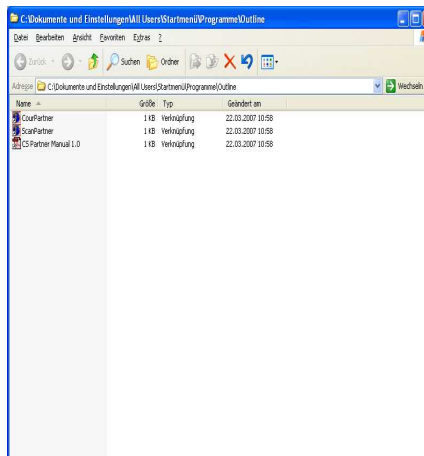 C:\Dokumente und Einstellungen\All Users\Startmenü\Programme\Outline
Datei Bearbeiten Ansicht Favoriten Extras ?
Zurück Suchen Ordner
Adresse C:\Dokumente und Einstellungen\All Users\Startmenü\Programme\Outline Wechseln
Name Größe Typ Geändert am
CourPartner 1 KB Verknüpfung 22.03.2007 10:58
ScanPartner 1 KB Verknüpfung 22.03.2007 10:58
CS Partner Manual 1.0 1 KB Verknüpfung 22.03.2007 10:58